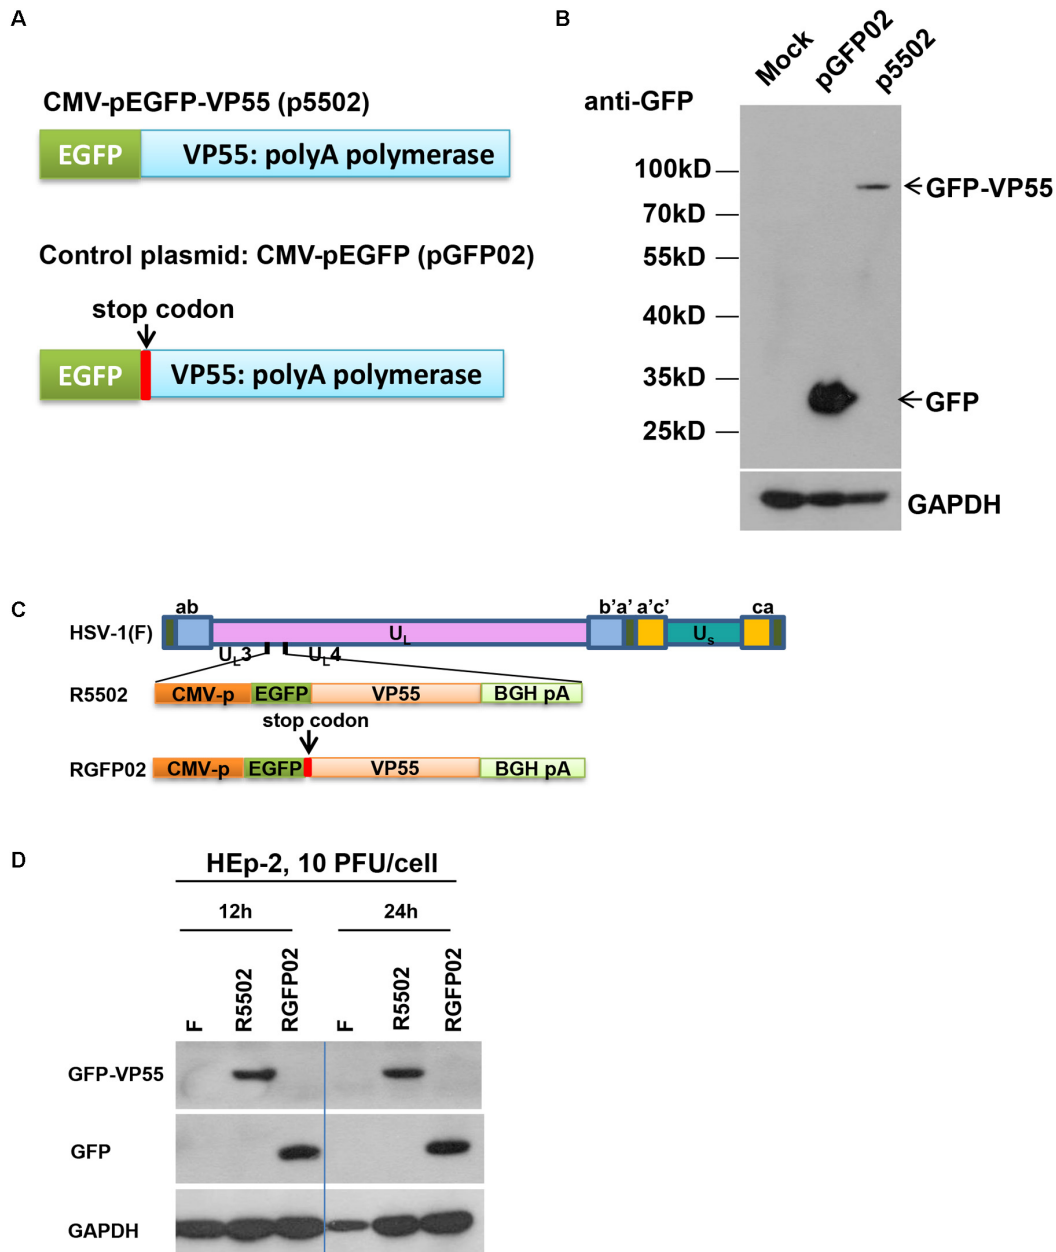 A
CMV-pEGFP-VP55 (p5502)
EGFP VP55: polyA polymerase
Control plasmid: CMV-pEGFP (pGFP02)
stop codon
EGFP VP55: polyA polymerase
B
Mock pGFP02 p5502
anti-GFP
100kD
GFP-VP55
70kD
55kD
40kD
35kD
GFP
25kD
GAPDH
C
ab b'a' a'c' ca
HSV-1(F) UL US
UL3 UL4
R5502 CMV-p EGFP VP55 BGH pA
stop codon
RGFP02 CMV-p EGFP VP55 BGH pA
D
HEp-2, 10 PFU/cell
12h 24h
F R5502 RGFP02 F R5502 RGFP02
GFP-VP55
GFP
GAPDH